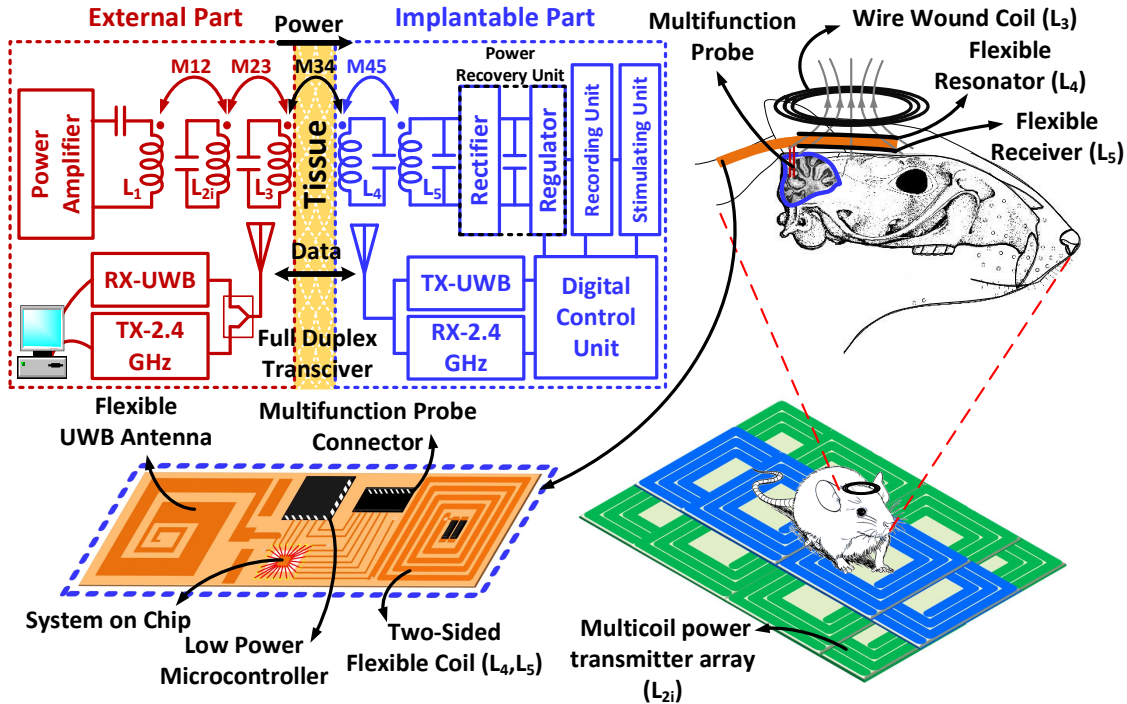 External Part
Power
Implantable Part
M12
M23
M34
M45
Power
Recovery Unit
Power
Amplifier
L1
L2i
L3
Tissue
L4
L5
Rectifier
Regulator
Recording Unit
Stimulating Unit
Data
RX-UWB
TX-2.4
GHz
Full Duplex
Transciver
TX-UWB
RX-2.4
GHz
Digital
Control
Unit
Multifunction
Probe
Wire Wound Coil (L3)
Flexible
Resonator (L4)
Flexible
Receiver (L5)
Flexible
UWB Antenna
Multifunction Probe
Connector
System on Chip
Low Power
Microcontroller
Two-Sided
Flexible Coil (L4,L5)
Multicoil power
transmitter array
(L2i)